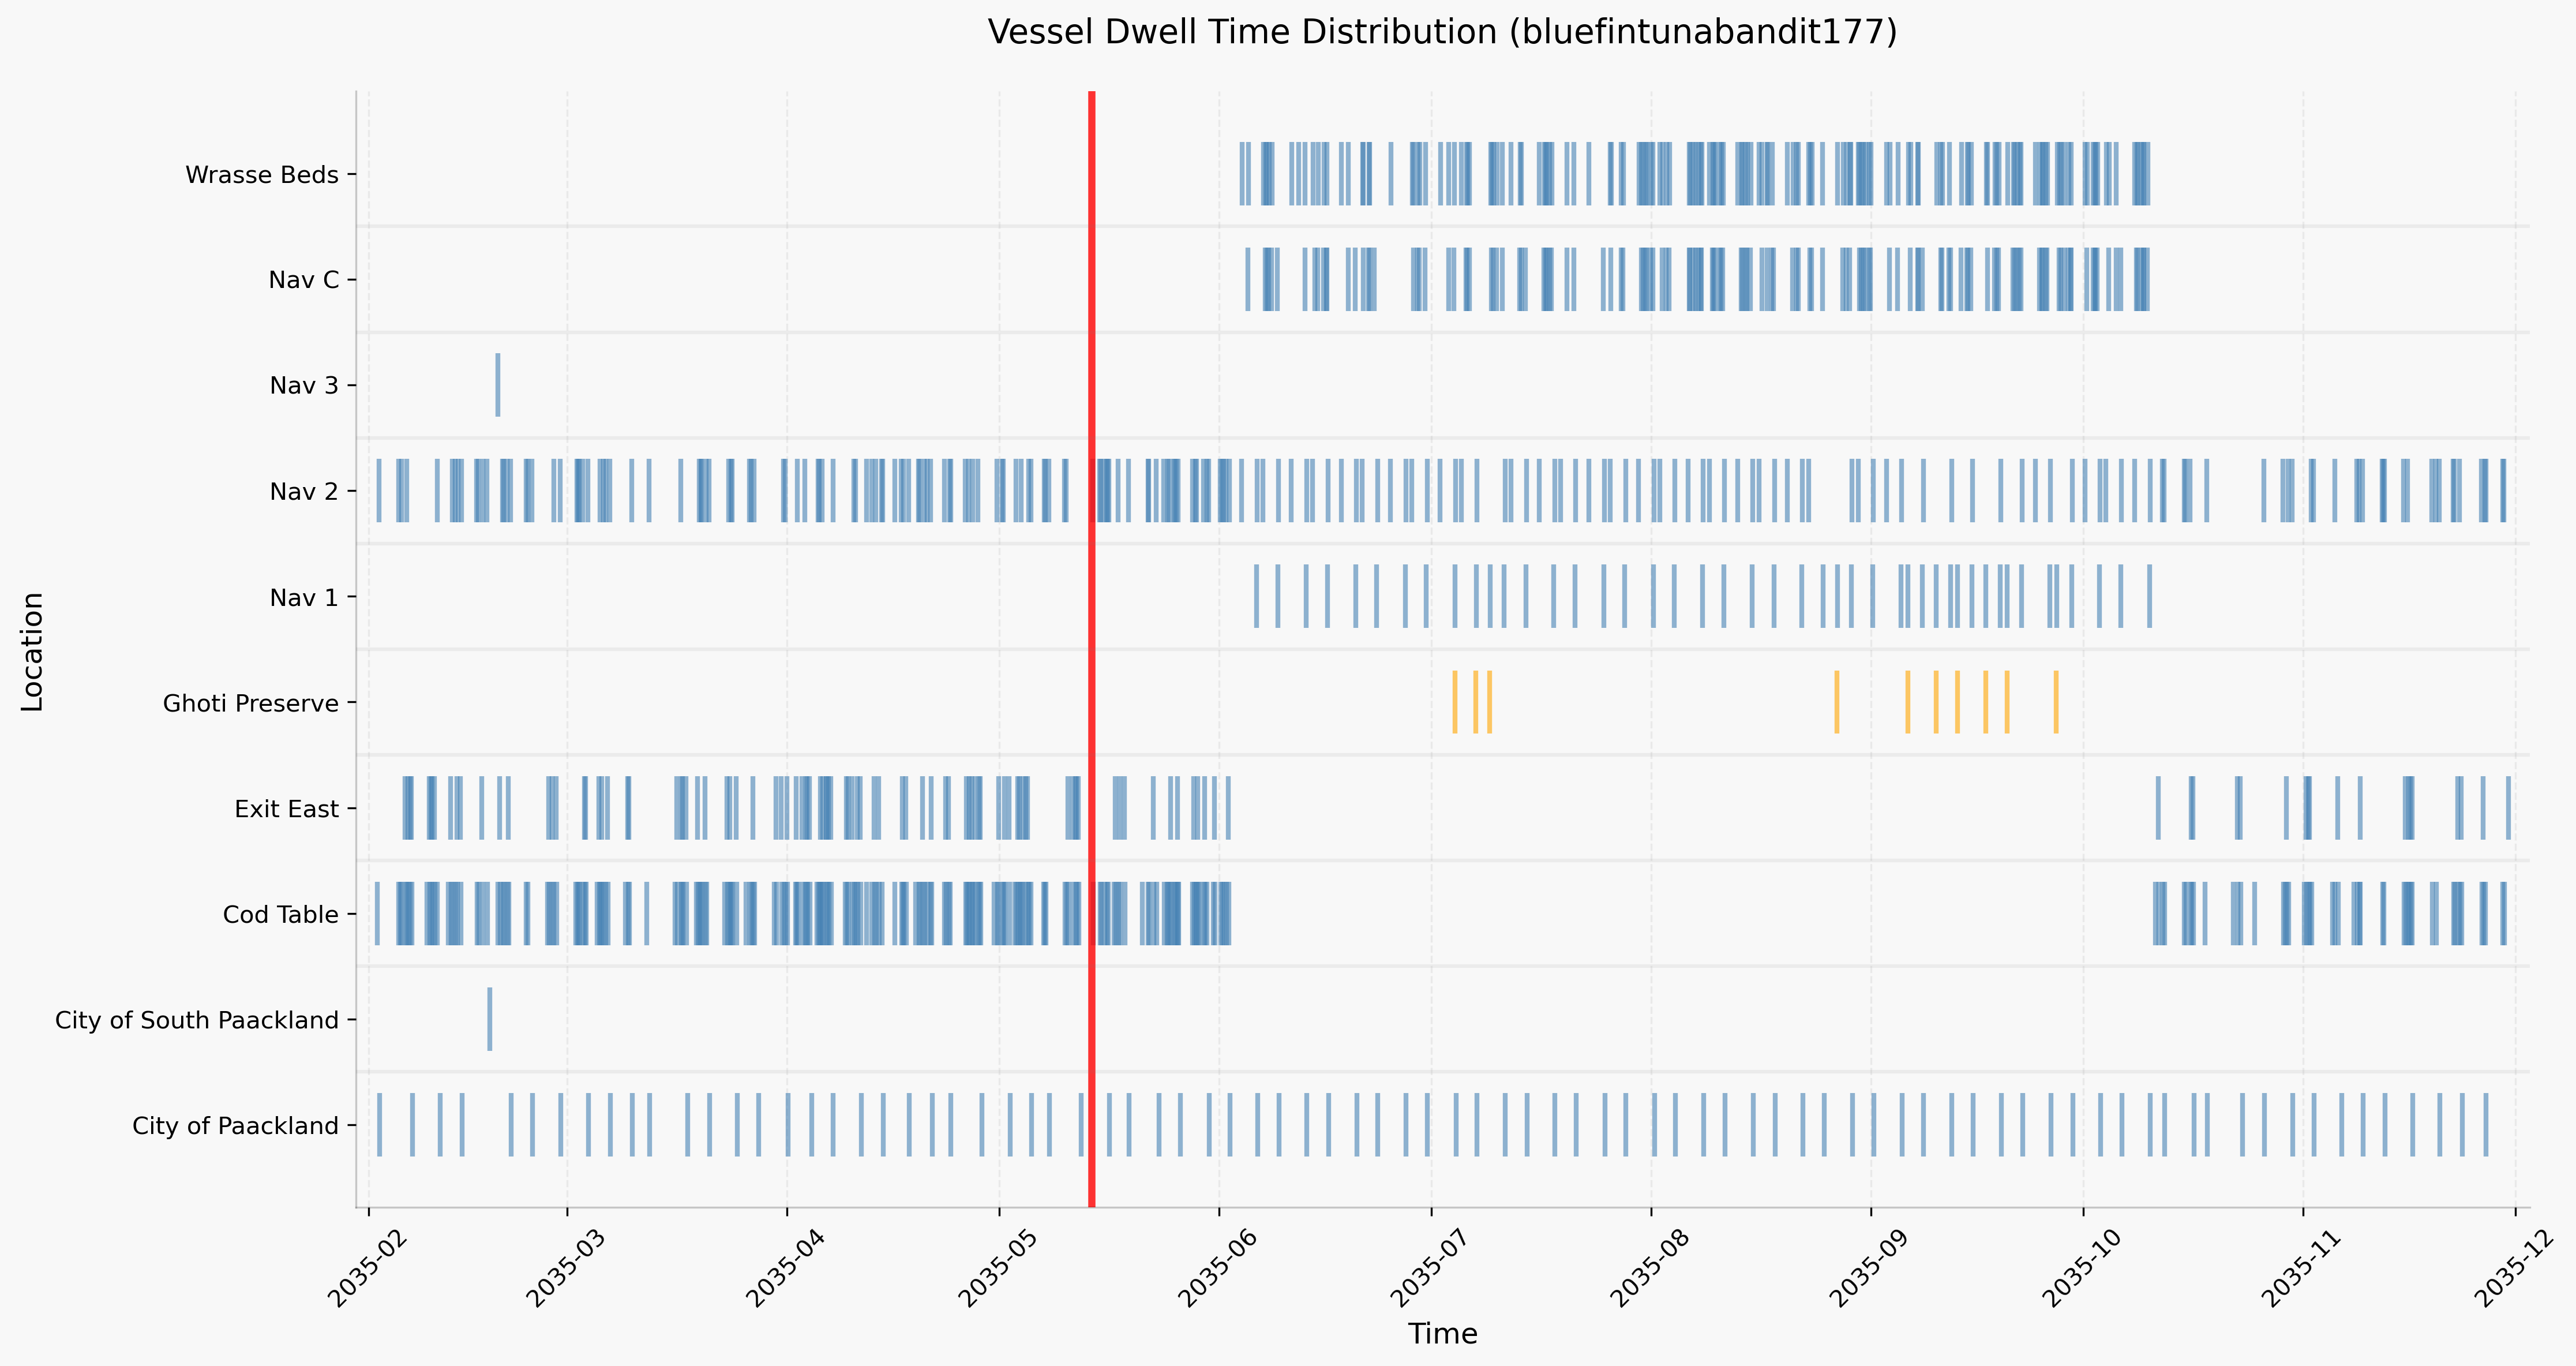 Vessel Dwell Time Distribution (bluefintunabandit177)
Wrasse Beds
Nav C
Nav 3
Nav 2
Nav 1
Ghoti Preserve
Exit East
Cod Table
City of South Paackland
City of Paackland
Location
2035-02
2035-03
2035-04
2035-05
2035-06
2035-07
2035-08
2035-09
2035-10
2035-11
2035-12
Time